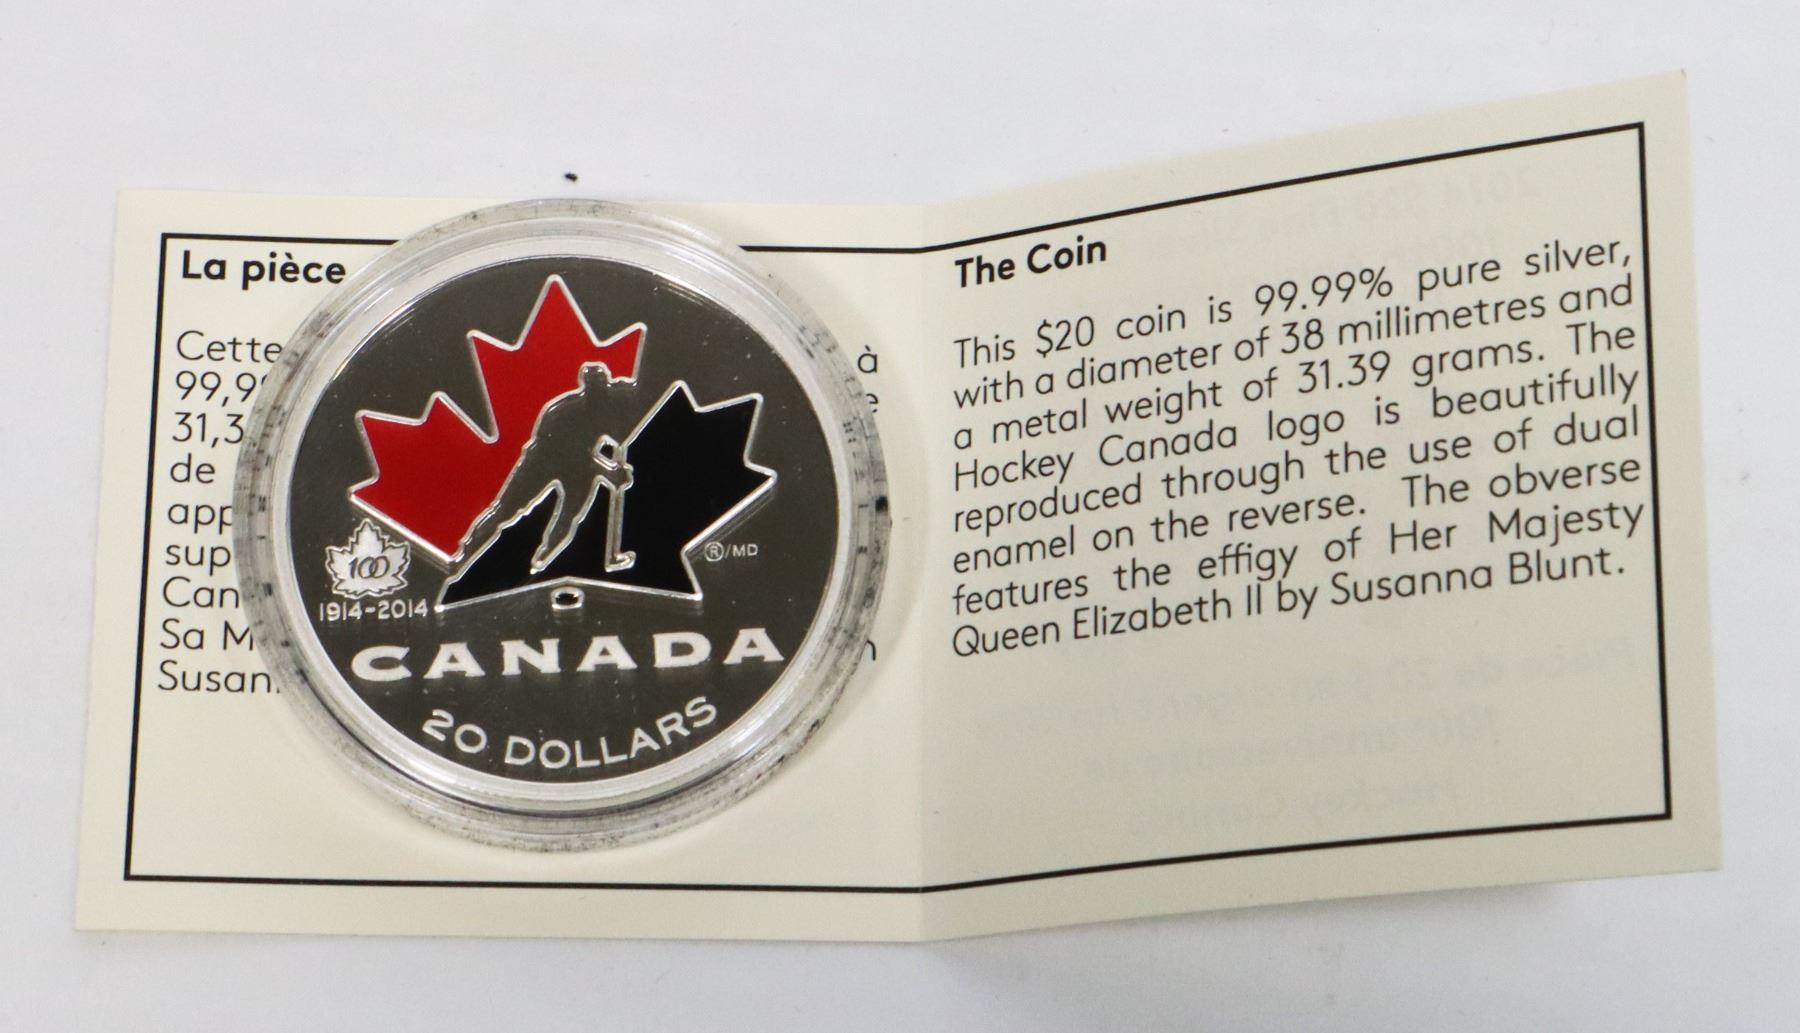 La pièce
Cette à
99,9
31,3
de
app
sup
Can
Sa M
Susan
100
1914-2014
®/MD
CANADA
20 DOLLARS
The Coin
This $20 coin is 99.99% pure silver,
with a diameter of 38 millimetres and
a metal weight of 31.39 grams. The
Hockey Canada logo is beautifully
reproduced through the use of dual
enamel on the reverse. The obverse
features the effigy of Her Majesty
Queen Elizabeth II by Susanna Blunt.